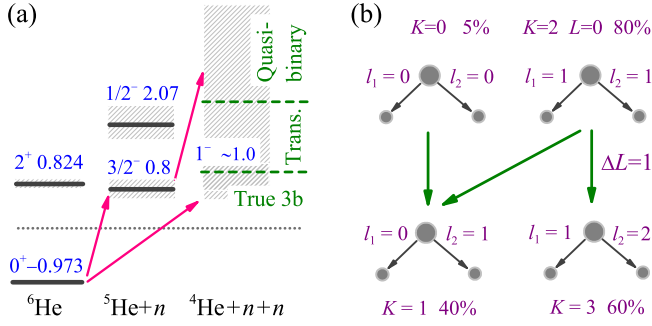 (a)
Quasi-
binary
Trans.
True 3b
1/2⁻ 2.07
2⁺ 0.824
3/2⁻ 0.8
1⁻ ~1.0
0⁺–0.973
⁶He
⁵He+n
⁴He+n+n
(b)
K=0 5%
K=2 L=0 80%
l₁ = 0
l₂ = 0
l₁ = 1
l₂ = 1
ΔL=1
l₁ = 0
l₂ = 1
l₁ = 1
l₂=2
K = 1 40%
K = 3 60%